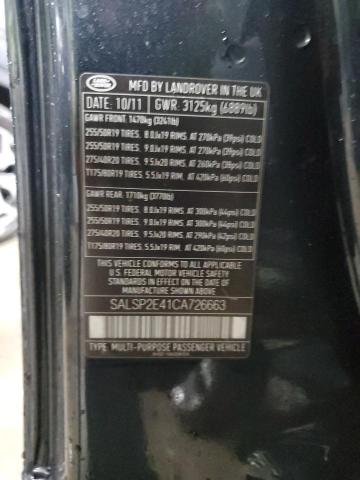 LAND ROVER
MFD BY LANDROVER IN THE UK
DATE: 10/11 GWR: 3125kg (6889lb)
GAWR FRONT: 1470kg (3241lb)
255/50R19 TIRES. 8.0Jx19 RIMS. AT 270kPa (39psi) COLD
255/50R19 TIRES. 9.0Jx19 RIMS. AT 270kPa (39psi) COLD
275/40R20 TIRES. 9.5Jx20 RIMS. AT 260kPa (38psi) COLD
T175/80R19 TIRES. 5.5Jx19 RIM. AT 420kPa (60psi) COLD
GAWR REAR: 1710kg (3770lb)
255/50R19 TIRES. 8.0Jx19 RIMS. AT 300kPa (44psi) COLD
255/50R19 TIRES. 9.0Jx19 RIMS. AT 300kPa (44psi) COLD
275/40R20 TIRES. 9.5Jx20 RIMS. AT 290kPa (42psi) COLD
T175/80R19 TIRES. 5.5Jx19 RIM. AT 420kPa (60psi) COLD
THIS VEHICLE CONFORMS TO ALL APPLICABLE
U.S. FEDERAL MOTOR VEHICLE SAFETY
STANDARDS IN EFFECT ON THE DATE OF
MANUFACTURE SHOWN ABOVE.
SALSP2E41CA726663
TYPE: MULTI-PURPOSE PASSENGER VEHICLE